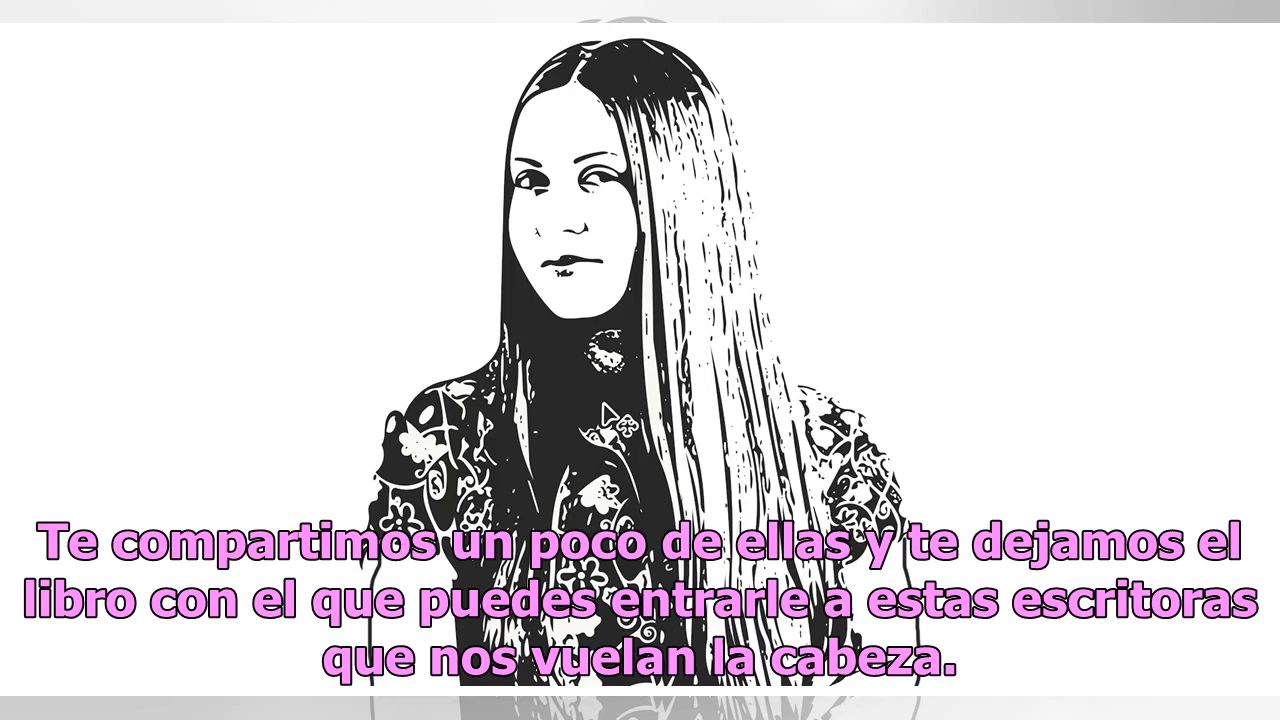 Te compartimos un poco de ellas y te dejamos el
libro con el que puedes entrarle a estas escritoras
que nos vuelan la cabeza.